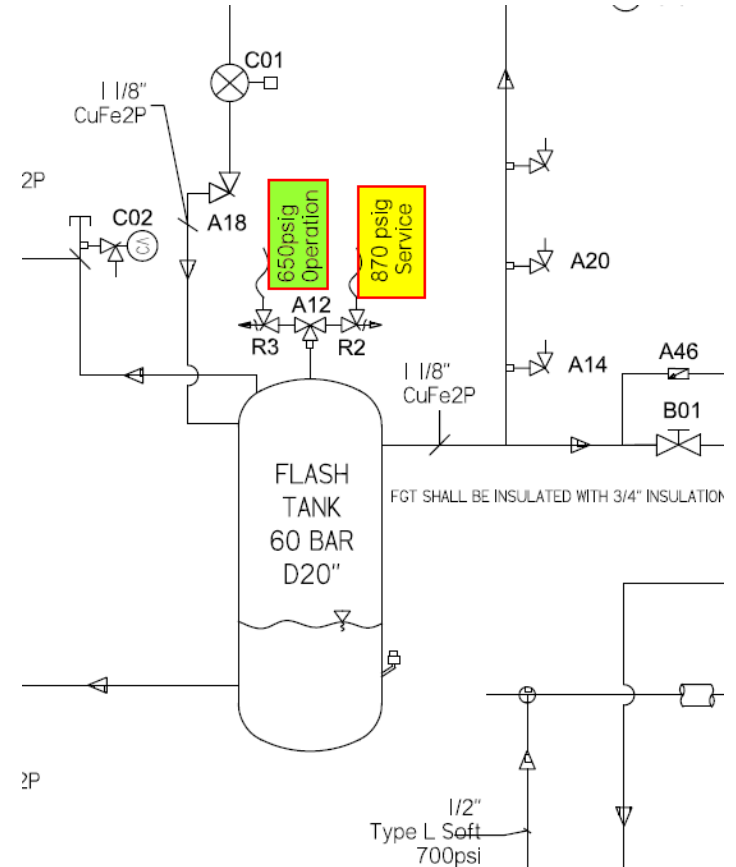 C01
1 1/8"
CuFe2P
2P
C02
A18
650psig
Operation
870 psig
Service
A12
R3
R2
A20
A14
A46
B01
1 1/8"
CuFe2P
FLASH
TANK
60 BAR
D20"
FGT SHALL BE INSULATED WITH 3/4" INSULATION
2P
1/2"
Type L Soft
700psi